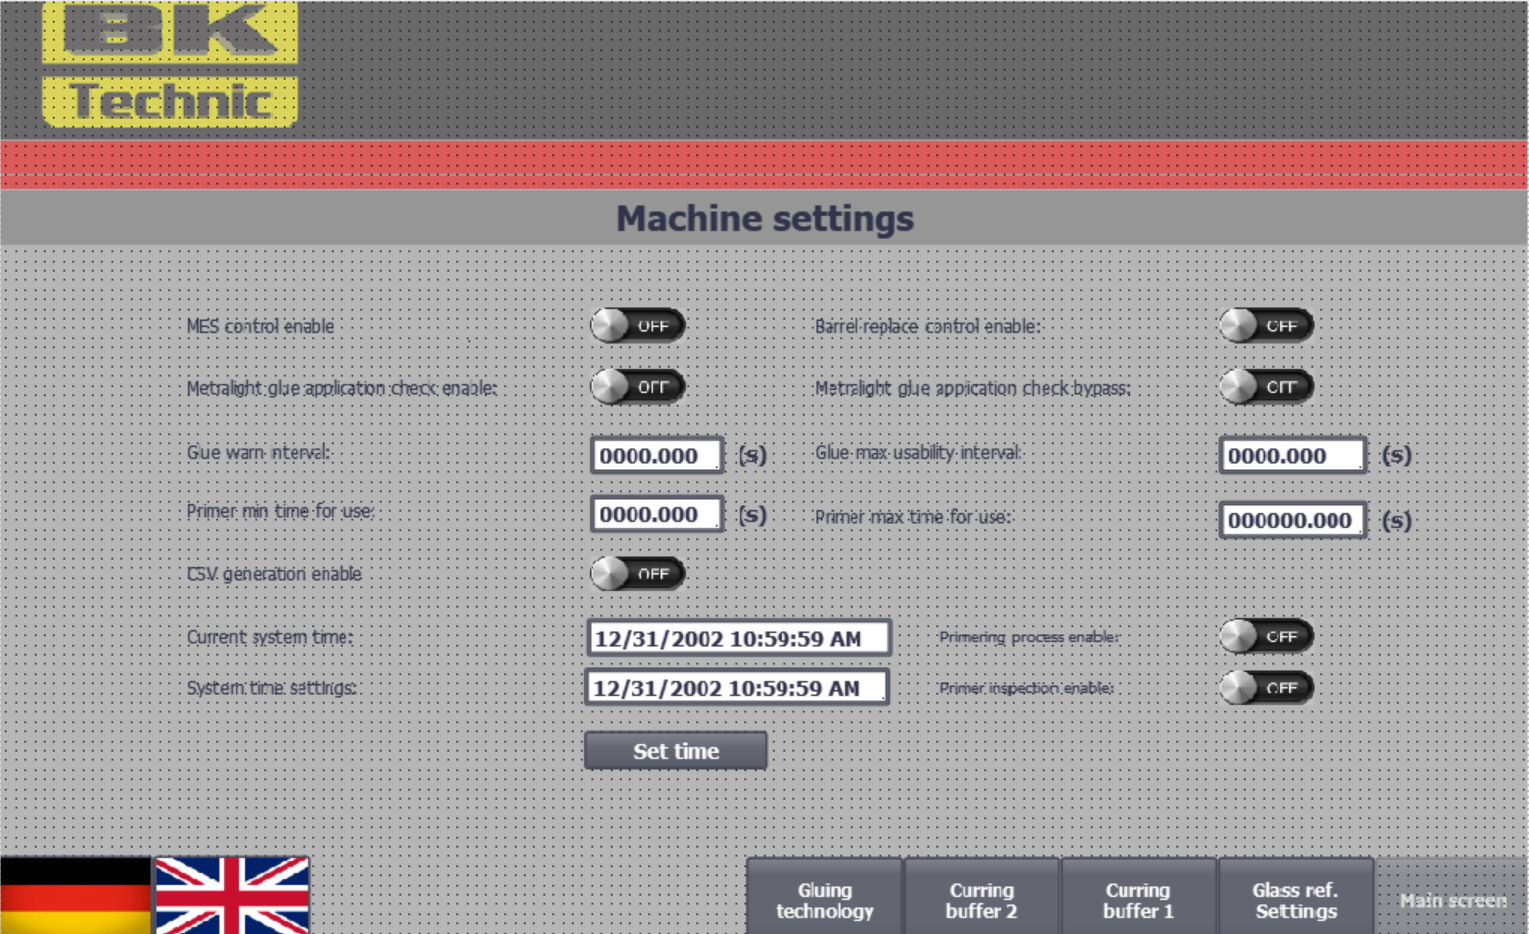 BK
Technic
Machine settings
MES control enable OFF Barrel replace control enable: OFF
Metralight glue application check enable: OFF Metralight glue application check bypass: OFF
Glue warn interval: 0000.000 (s) Glue max usability interval: 0000.000 (s)
Primer min time for use: 0000.000 (s) Primer max time for use: 000000.000 (s)
CSV generation enable OFF
Current system time: 12/31/2002 10:59:59 AM Primering process enable: OFF
System time settings: 12/31/2002 10:59:59 AM Primer inspection enable: OFF
Set time
Gluing
technology
Curring
buffer 2
Curring
buffer 1
Glass ref.
Settings
Main screen